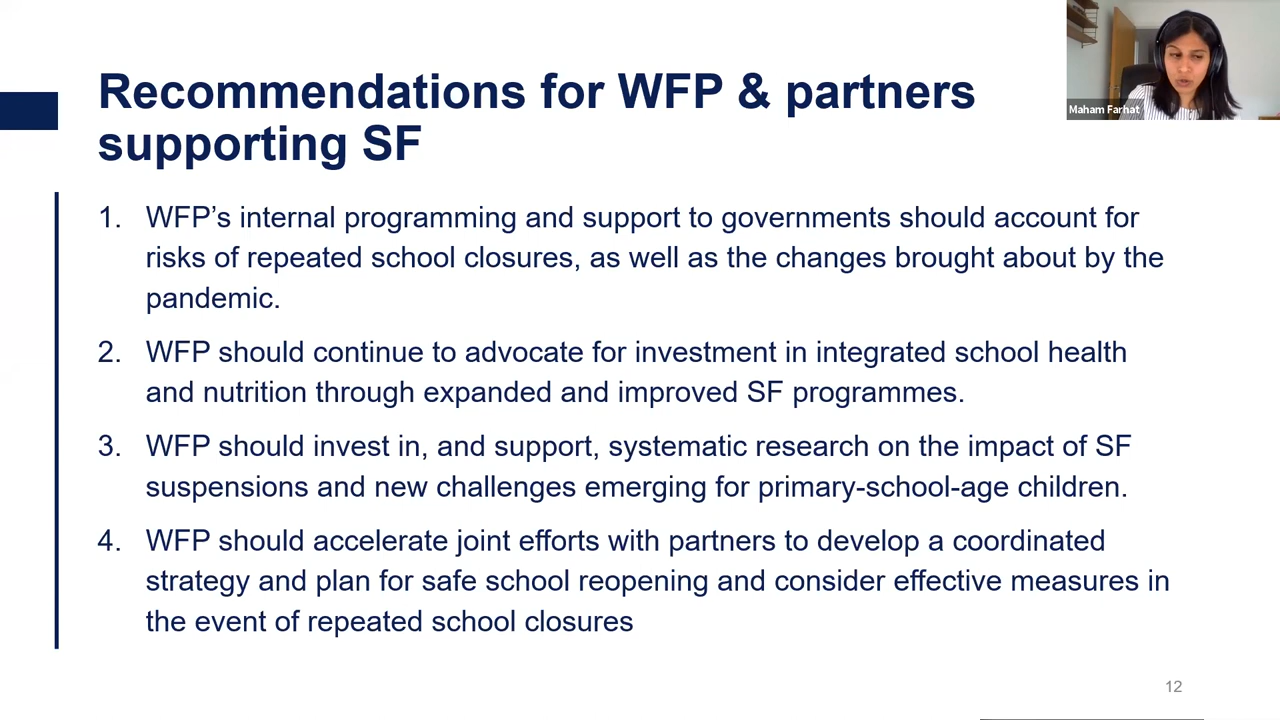 Recommendations for WFP & partners
supporting SF
Maham Farhat
1. WFP’s internal programming and support to governments should account for
risks of repeated school closures, as well as the changes brought about by the
pandemic.
2. WFP should continue to advocate for investment in integrated school health
and nutrition through expanded and improved SF programmes.
3. WFP should invest in, and support, systematic research on the impact of SF
suspensions and new challenges emerging for primary-school-age children.
4. WFP should accelerate joint efforts with partners to develop a coordinated
strategy and plan for safe school reopening and consider effective measures in
the event of repeated school closures
12